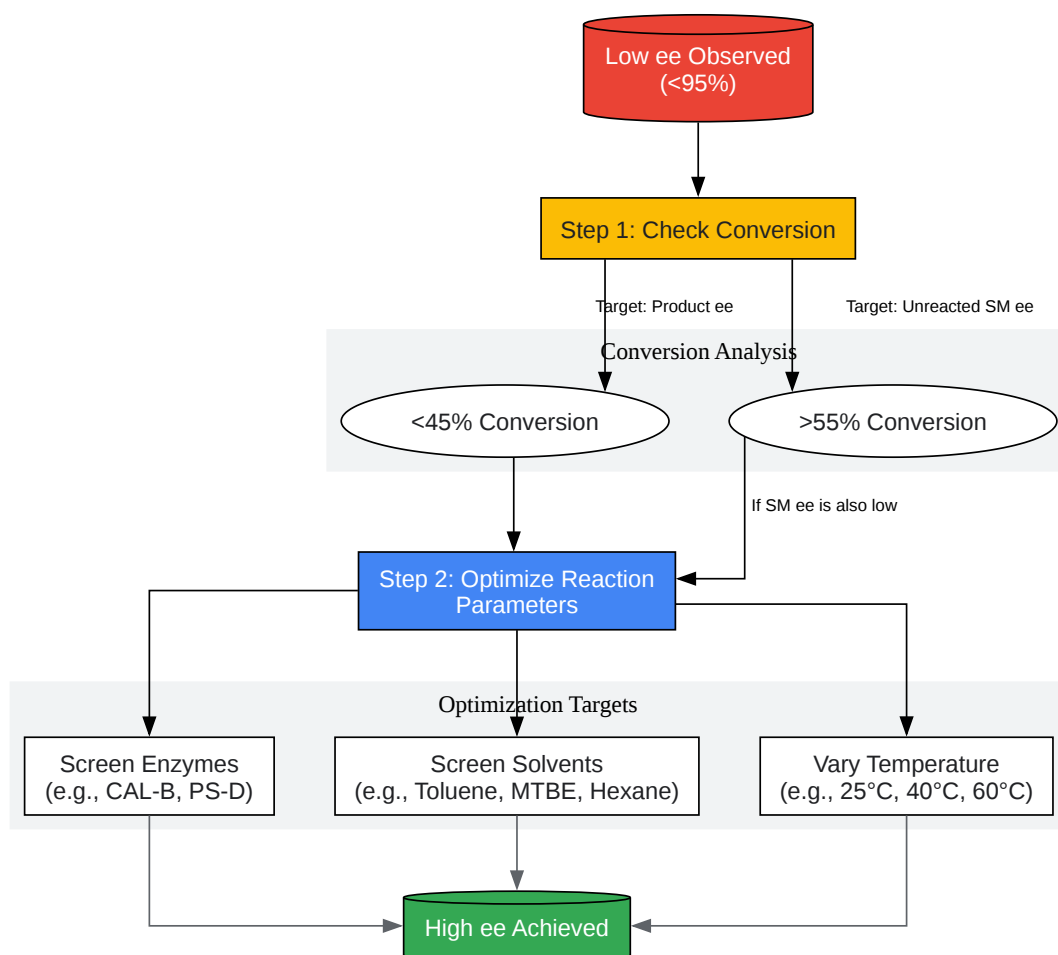 Low ee Observed
(<95%)
Step 1: Check Conversion
Target: Product ee
Target: Unreacted SM ee
Conversion Analysis
<45% Conversion
>55% Conversion
If SM ee is also low
Step 2: Optimize Reaction
Parameters
Optimization Targets
Screen Enzymes
(e.g., CAL-B, PS-D)
Screen Solvents
(e.g., Toluene, MTBE, Hexane)
Vary Temperature
(e.g., 25°C, 40°C, 60°C)
High ee Achieved